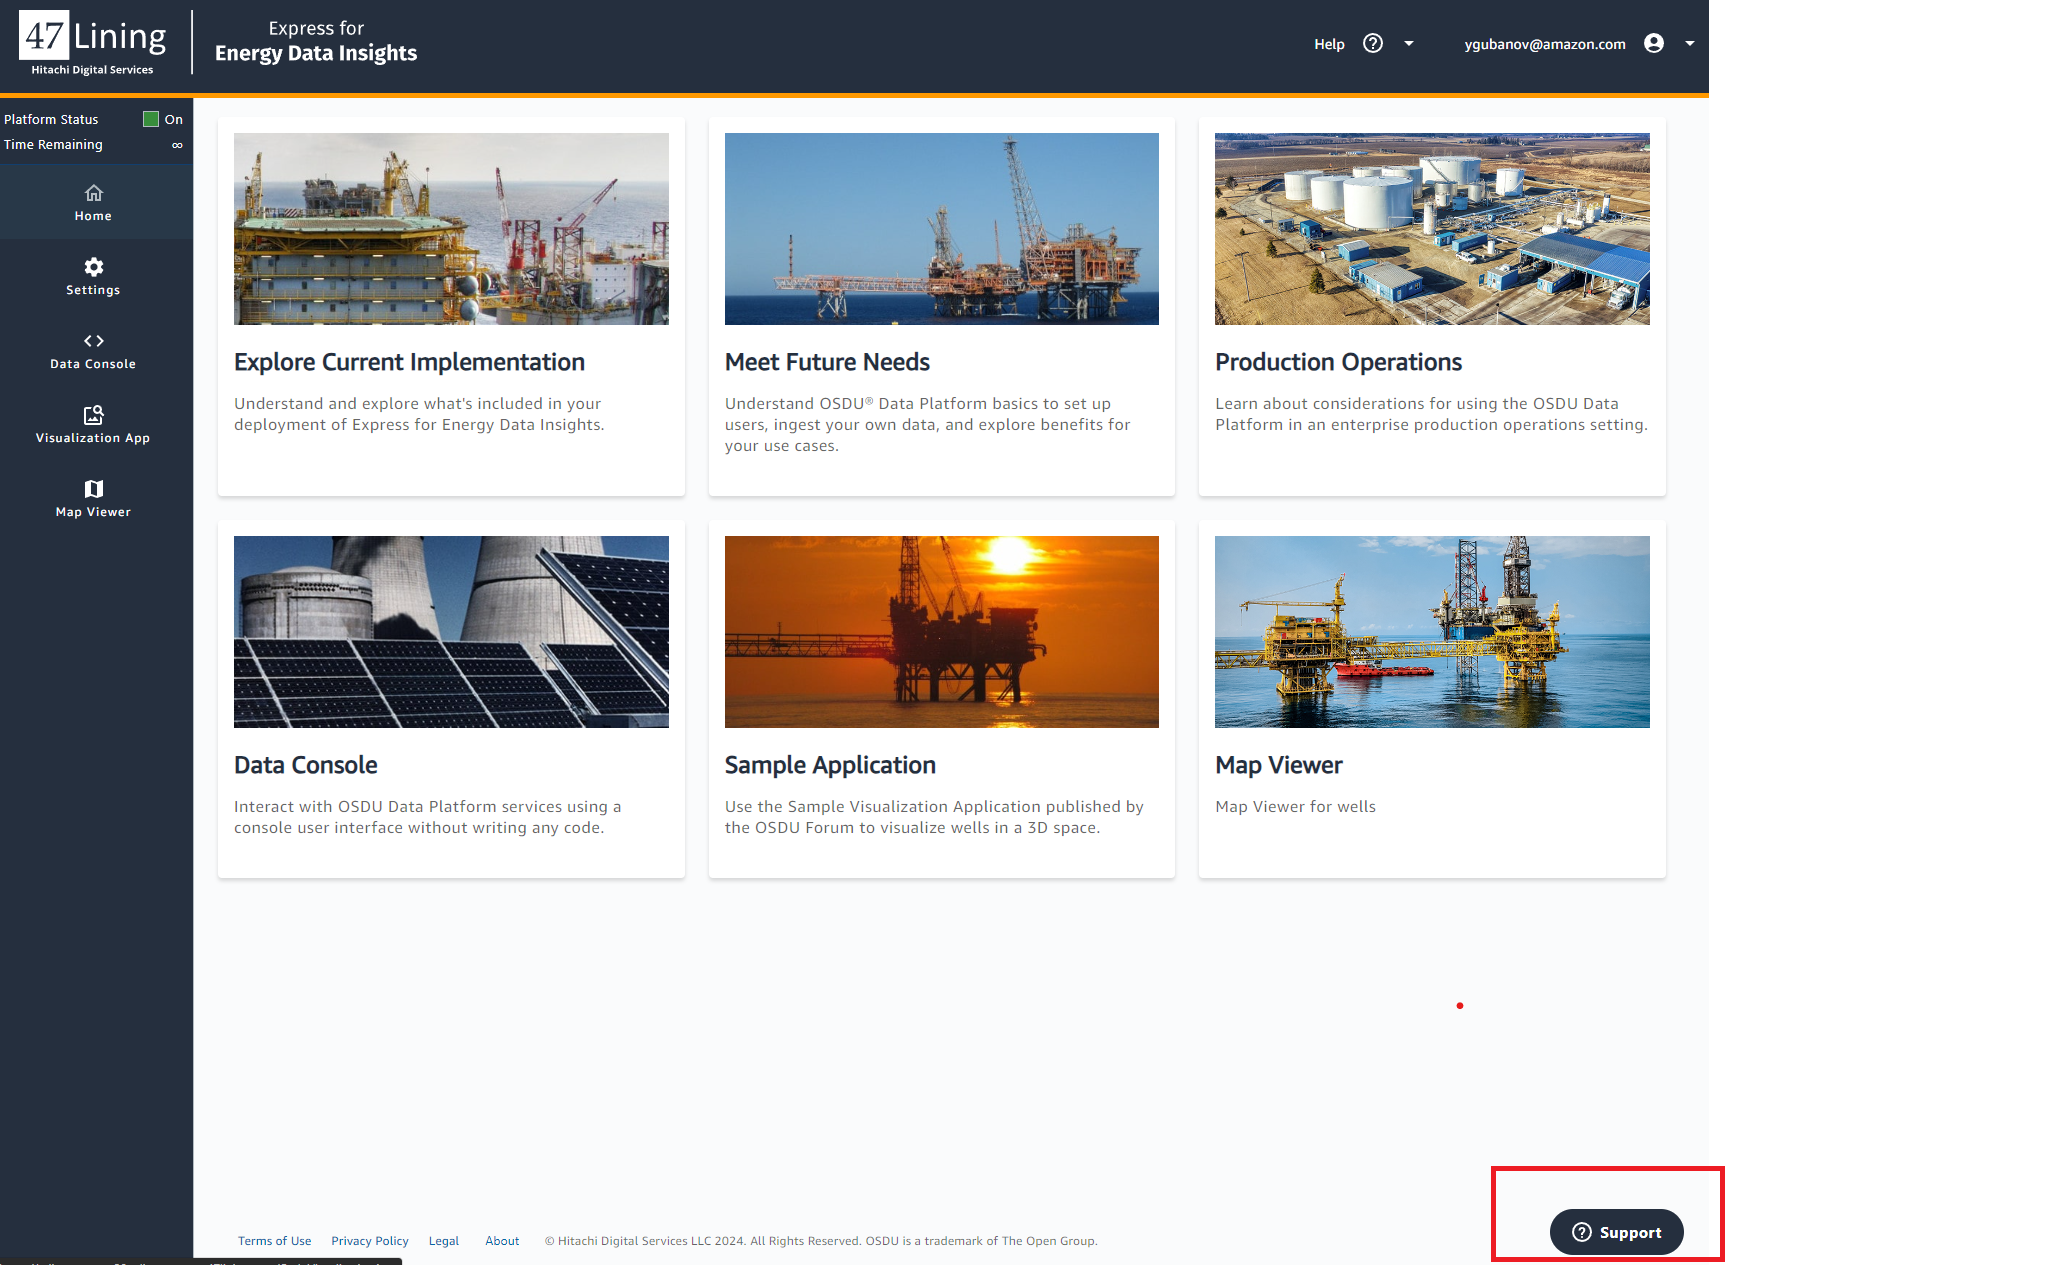 47 Lining
Hitachi Digital Services
Express for
Energy Data Insights
Help
ygubanov@amazon.com
Platform Status On
Time Remaining ∞
Home
Settings
Data Console
Visualization App
Map Viewer
Explore Current Implementation
Understand and explore what's included in your
deployment of Express for Energy Data Insights.
Meet Future Needs
Understand OSDU® Data Platform basics to set up
users, ingest your own data, and explore benefits for
your use cases.
Production Operations
Learn about considerations for using the OSDU Data
Platform in an enterprise production operations setting.
Data Console
Interact with OSDU Data Platform services using a
console user interface without writing any code.
Sample Application
Use the Sample Visualization Application published by
the OSDU Forum to visualize wells in a 3D space.
Map Viewer
Map Viewer for wells
Terms of Use Privacy Policy Legal About © Hitachi Digital Services LLC 2024. All Rights Reserved. OSDU is a trademark of The Open Group.
Support